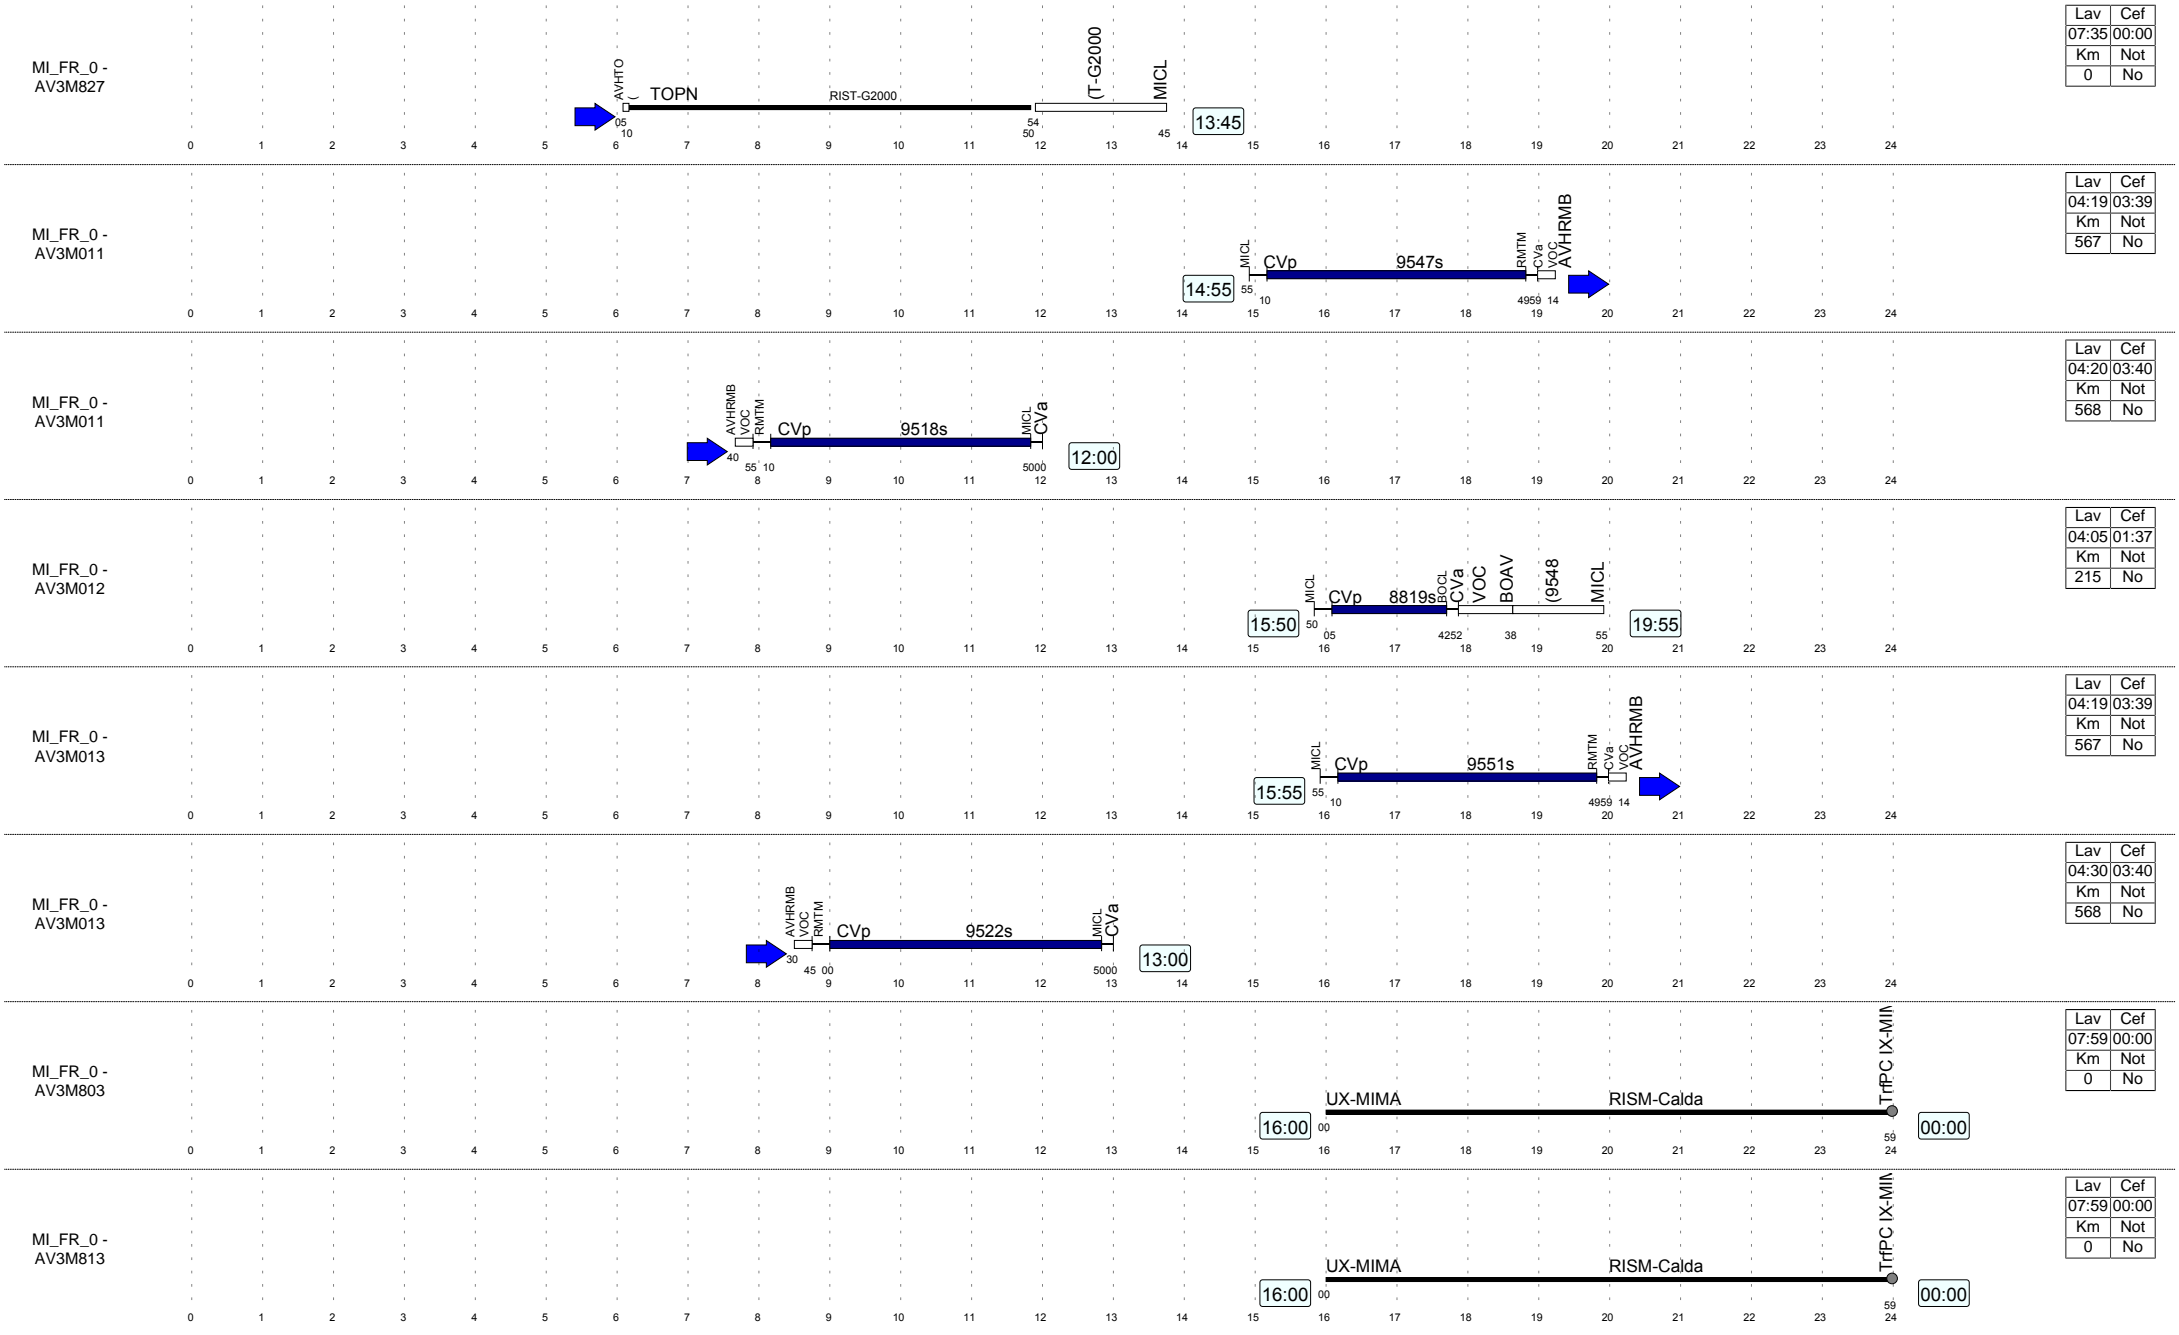 MI_FR_0 -
AV3M827
AVHTO
(
TOPN
RIST-G2000
(T-G2000
MICL
05
10
54
50
45
13:45
0 1 2 3 4 5 6 7 8 9 10 11 12 13 14 15 16 17 18 19 20 21 22 23 24
Lav Cef
07:35 00:00
Km Not
0 No
MI_FR_0 -
AV3M011
14:55
MICL
CVp
9547s
RMTM
CVa
VOC
AVHRMB
55
10
4959 14
0 1 2 3 4 5 6 7 8 9 10 11 12 13 14 15 16 17 18 19 20 21 22 23 24
Lav Cef
04:19 03:39
Km Not
567 No
MI_FR_0 -
AV3M011
AVHRMB
VOC
RMTM
CVp
9518s
MICL
CVa
40
55 10
5000
12:00
0 1 2 3 4 5 6 7 8 9 10 11 12 13 14 15 16 17 18 19 20 21 22 23 24
Lav Cef
04:20 03:40
Km Not
568 No
MI_FR_0 -
AV3M012
15:50
MICL
CVp
8819s
BOCL
CVa
VOC
BOAV
(9548
MICL
50
05
4252
38
55
19:55
0 1 2 3 4 5 6 7 8 9 10 11 12 13 14 15 16 17 18 19 20 21 22 23 24
Lav Cef
04:05 01:37
Km Not
215 No
MI_FR_0 -
AV3M013
15:55
MICL
CVp
9551s
RMTM
CVa
VOC
AVHRMB
55
10
4959 14
0 1 2 3 4 5 6 7 8 9 10 11 12 13 14 15 16 17 18 19 20 21 22 23 24
Lav Cef
04:19 03:39
Km Not
567 No
MI_FR_0 -
AV3M013
AVHRMB
VOC
RMTM
CVp
9522s
MICL
CVa
30
45 00
5000
13:00
0 1 2 3 4 5 6 7 8 9 10 11 12 13 14 15 16 17 18 19 20 21 22 23 24
Lav Cef
04:30 03:40
Km Not
568 No
MI_FR_0 -
AV3M803
16:00
UX-MIMA
RISM-Calda
TrfPC IX-MIM
00
59
00:00
0 1 2 3 4 5 6 7 8 9 10 11 12 13 14 15 16 17 18 19 20 21 22 23 24
Lav Cef
07:59 00:00
Km Not
0 No
MI_FR_0 -
AV3M813
16:00
UX-MIMA
RISM-Calda
TrfPC IX-MIM
00
59
00:00
0 1 2 3 4 5 6 7 8 9 10 11 12 13 14 15 16 17 18 19 20 21 22 23 24
Lav Cef
07:59 00:00
Km Not
0 No